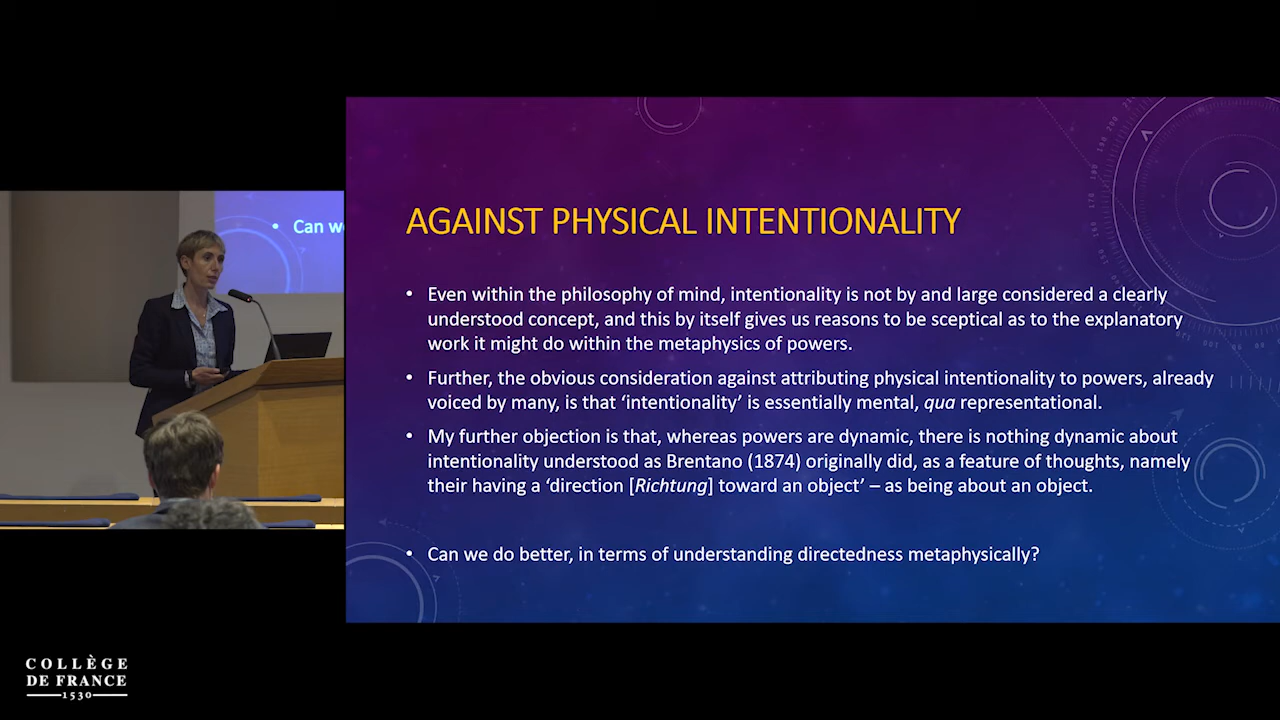 • Can we
AGAINST PHYSICAL INTENTIONALITY
• Even within the philosophy of mind, intentionality is not by and large considered a clearly
understood concept, and this by itself gives us reasons to be sceptical as to the explanatory
work it might do within the metaphysics of powers.
• Further, the obvious consideration against attributing physical intentionality to powers, already
voiced by many, is that ‘intentionality’ is essentially mental, qua representational.
• My further objection is that, whereas powers are dynamic, there is nothing dynamic about
intentionality understood as Brentano (1874) originally did, as a feature of thoughts, namely
their having a ‘direction [Richtung] toward an object’ – as being about an object.
• Can we do better, in terms of understanding directedness metaphysically?
COLLÈGE
DE FRANCE
1530